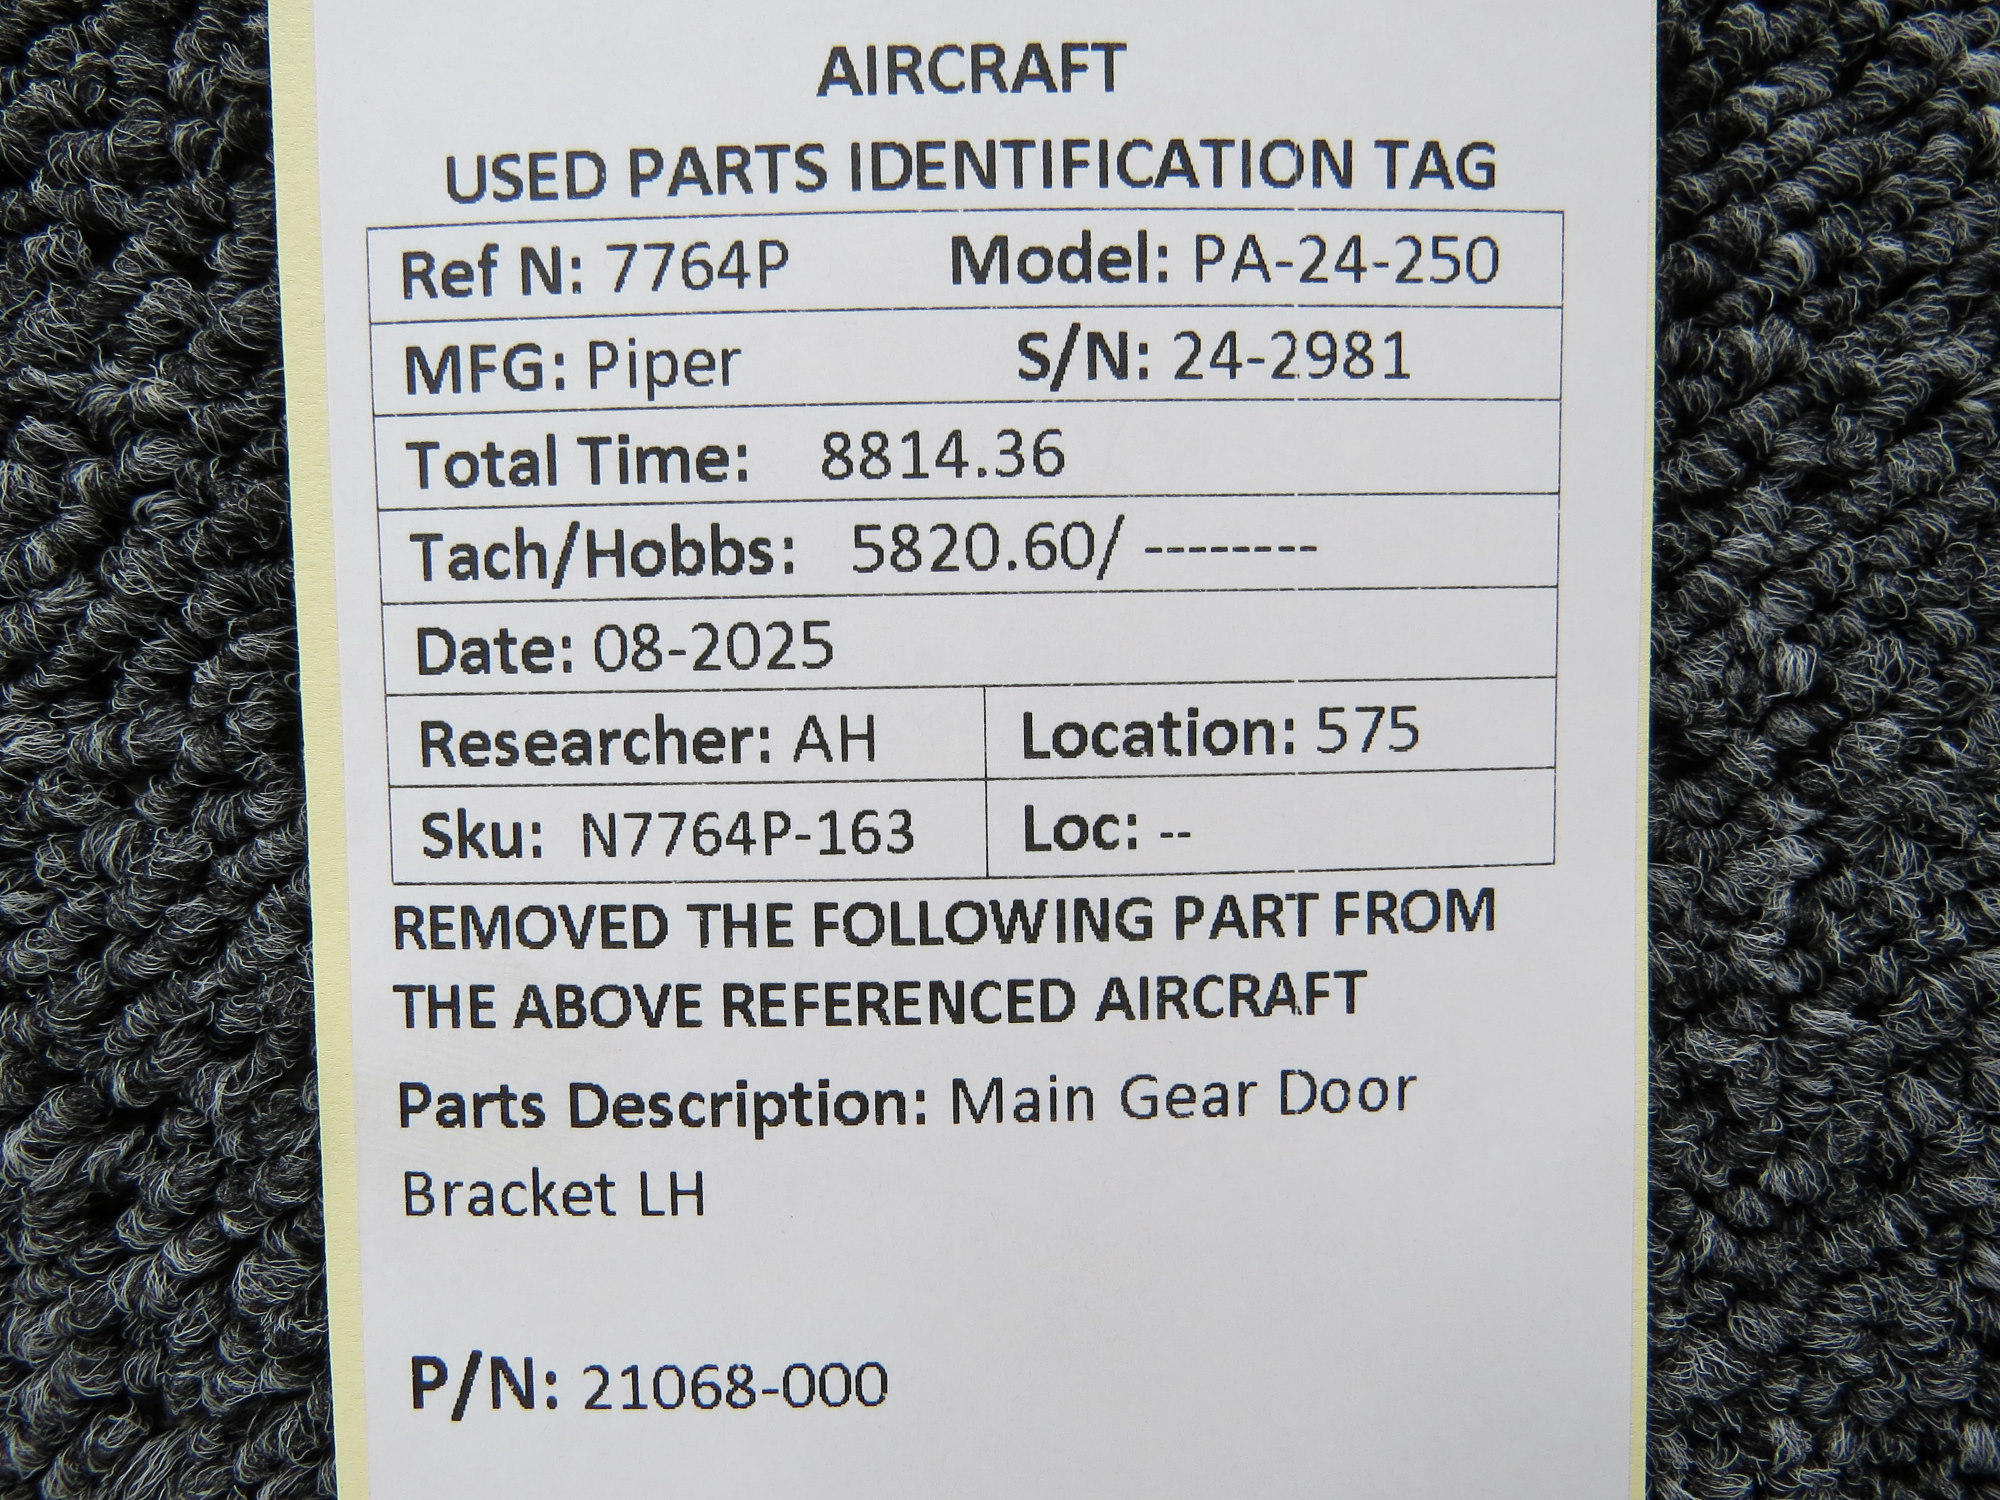 AIRCRAFT
USED PARTS IDENTIFICATION TAG
Ref N: 7764P Model: PA-24-250
MFG: Piper S/N: 24-2981
Total Time: 8814.36
Tach/Hobbs: 5820.60/ --------
Date: 08-2025
Researcher: AH Location: 575
Sku: N7764P-163 Loc: --
REMOVED THE FOLLOWING PART FROM
THE ABOVE REFERENCED AIRCRAFT
Parts Description: Main Gear Door
Bracket LH
P/N: 21068-000